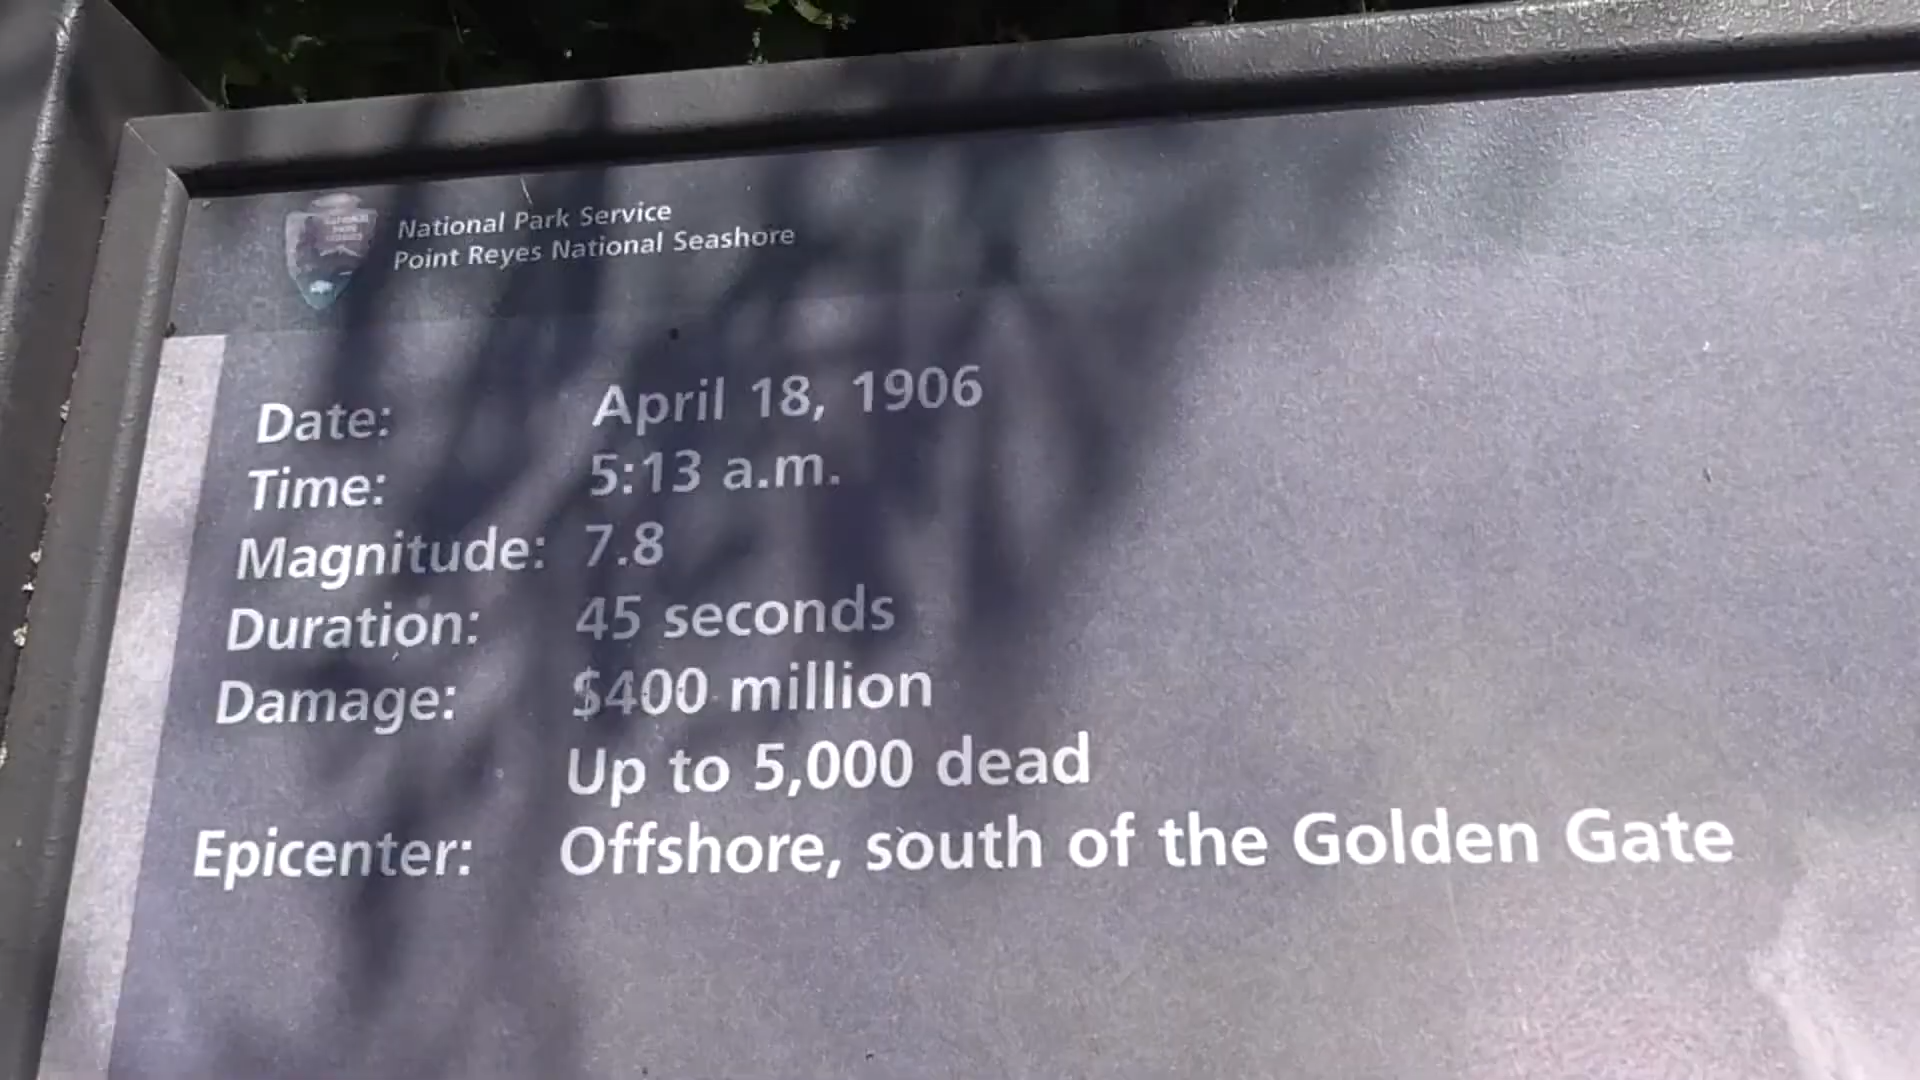 National Park Service
Point Reyes National Seashore
Date: April 18, 1906
Time: 5:13 a.m.
Magnitude: 7.8
Duration: 45 seconds
Damage: $400 million
Up to 5,000 dead
Epicenter: Offshore, south of the Golden Gate